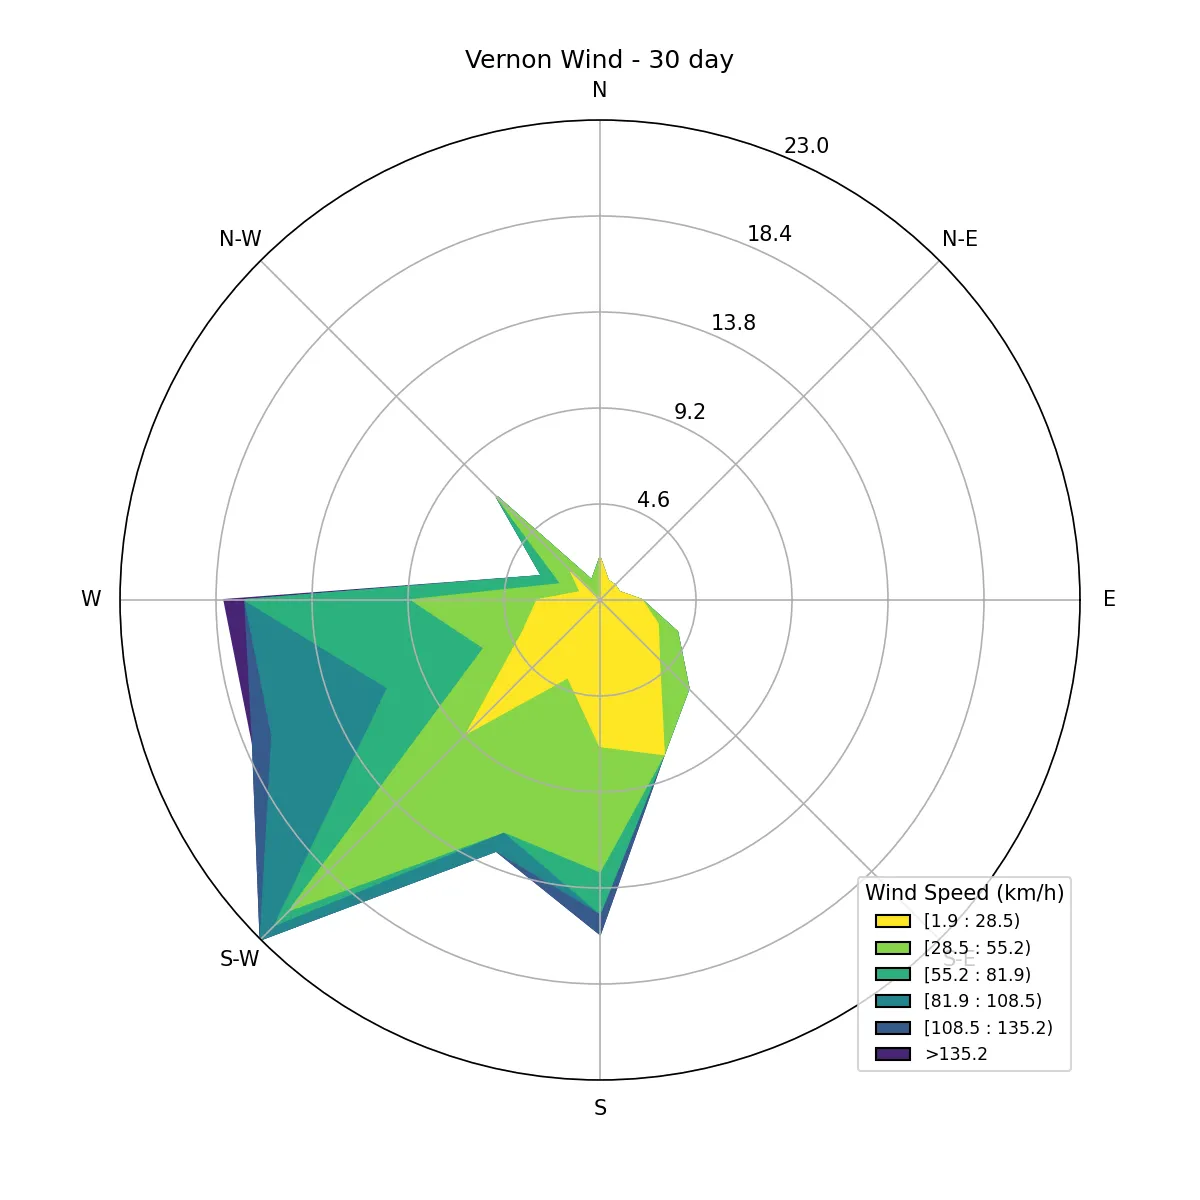 Vernon Wind - 30 day
N
23.0
18.4
N-W
N-E
13.8
9.2
4.6
W
E
S-W
S-E
S
Wind Speed (km/h)
[1.9 : 28.5)
[28.5 : 55.2)
[55.2 : 81.9)
[81.9 : 108.5)
[108.5 : 135.2)
>135.2